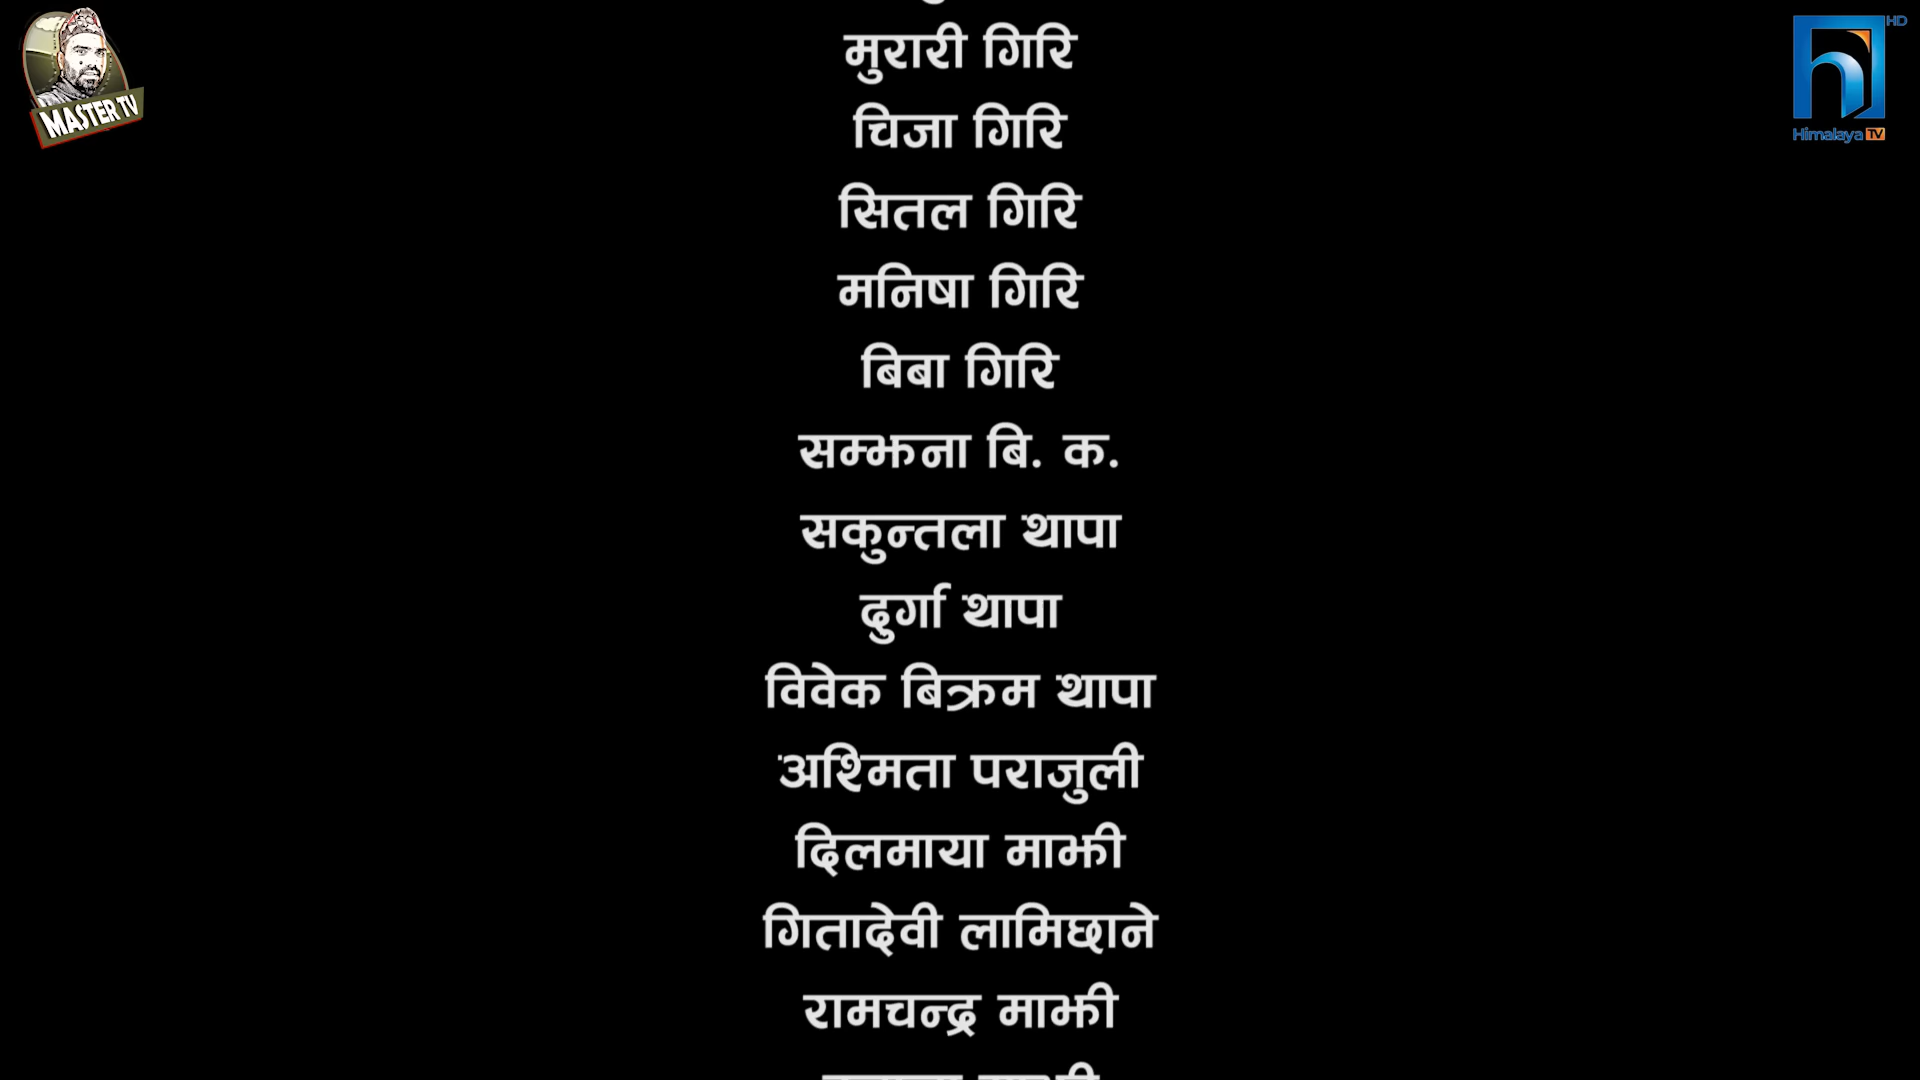 MASTER TV
HD
Himalaya TV
मुरारी गिरि
चिजा गिरि
सितल गिरि
मनिषा गिरि
बिबा गिरि
सम्झना बि. क.
सकुन्तला थापा
दुर्गा थापा
विवेक बिक्रम थापा
अश्मिता पराजुली
दिलमाया माझी
गितादेवी लामिछाने
रामचन्द्र माझी